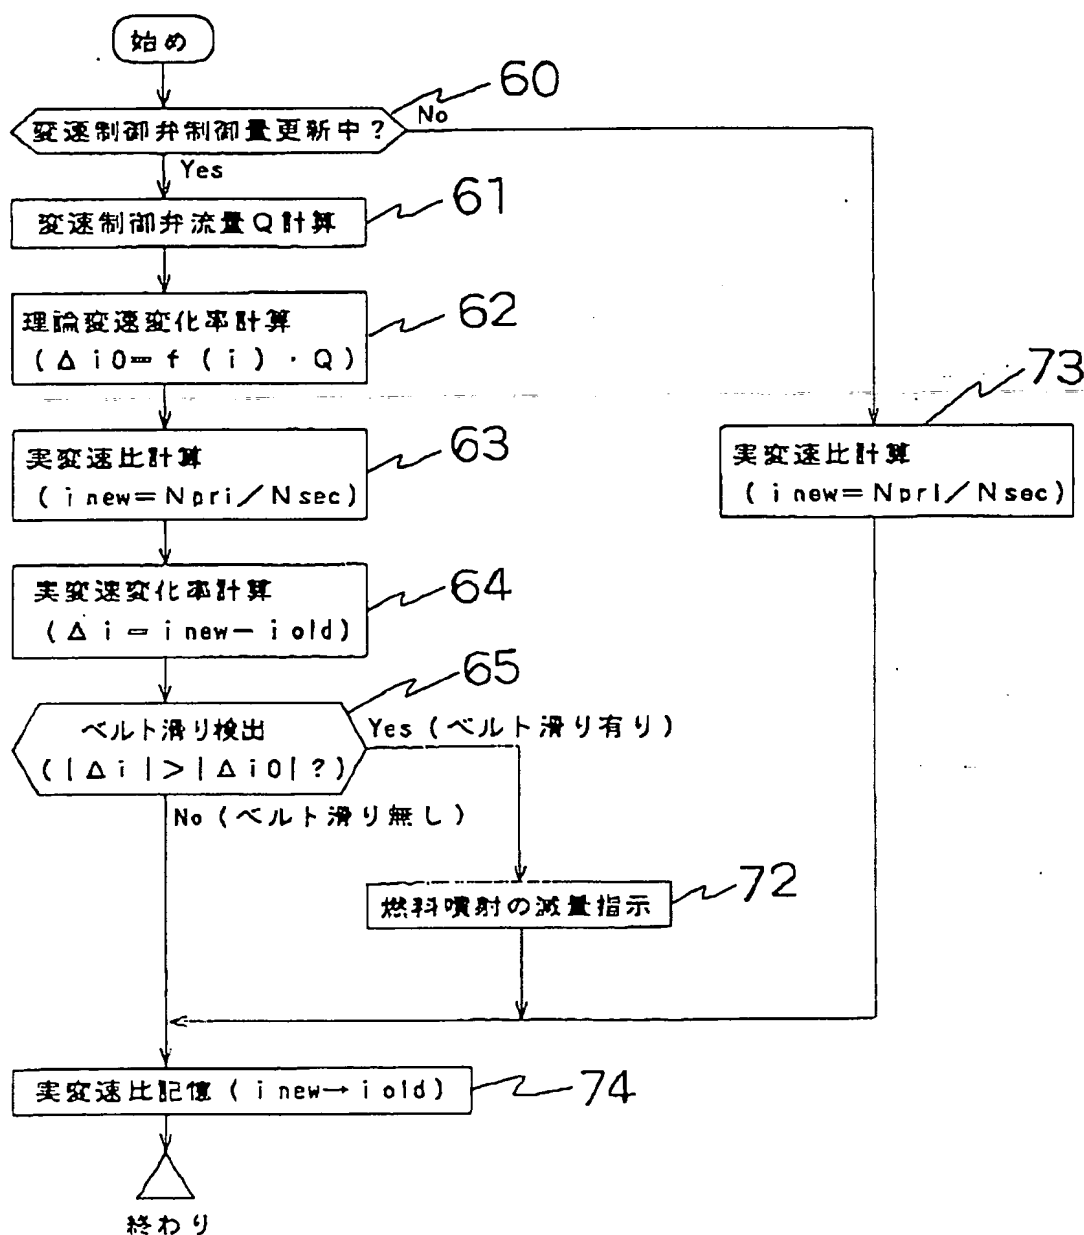 始め
60
変速制御弁制御量更新中?
No
Yes
61
変速制御弁流量Q計算
62
理論変速変化率計算
(Δi0=f(i)・Q)
73
63
実変速比計算
(inew=Npri/Nsec)
実変速比計算
(inew=Npri/Nsec)
64
実変速変化率計算
(Δi=inew-iold)
65
ベルト滑り検出
(|Δi|>|Δi0|?)
Yes(ベルト滑り有り)
No(ベルト滑り無し)
72
燃料噴射の減量指示
実変速比記憶(inew→iold)
74
終わり